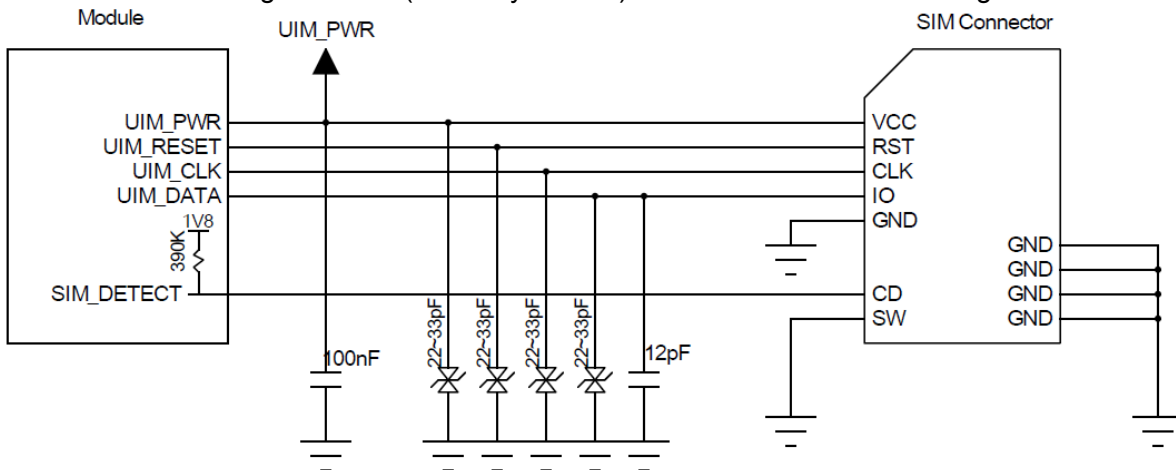 Module
UIM_PWR
SIM Connector
UIM_PWR
UIM_RESET
UIM_CLK
UIM_DATA
1V8
390K
SIM_DETECT
VCC
RST
CLK
IO
GND
GND
GND
GND
GND
CD
SW
100nF
22~33pF
22~33pF
22~33pF
22~33pF
12pF